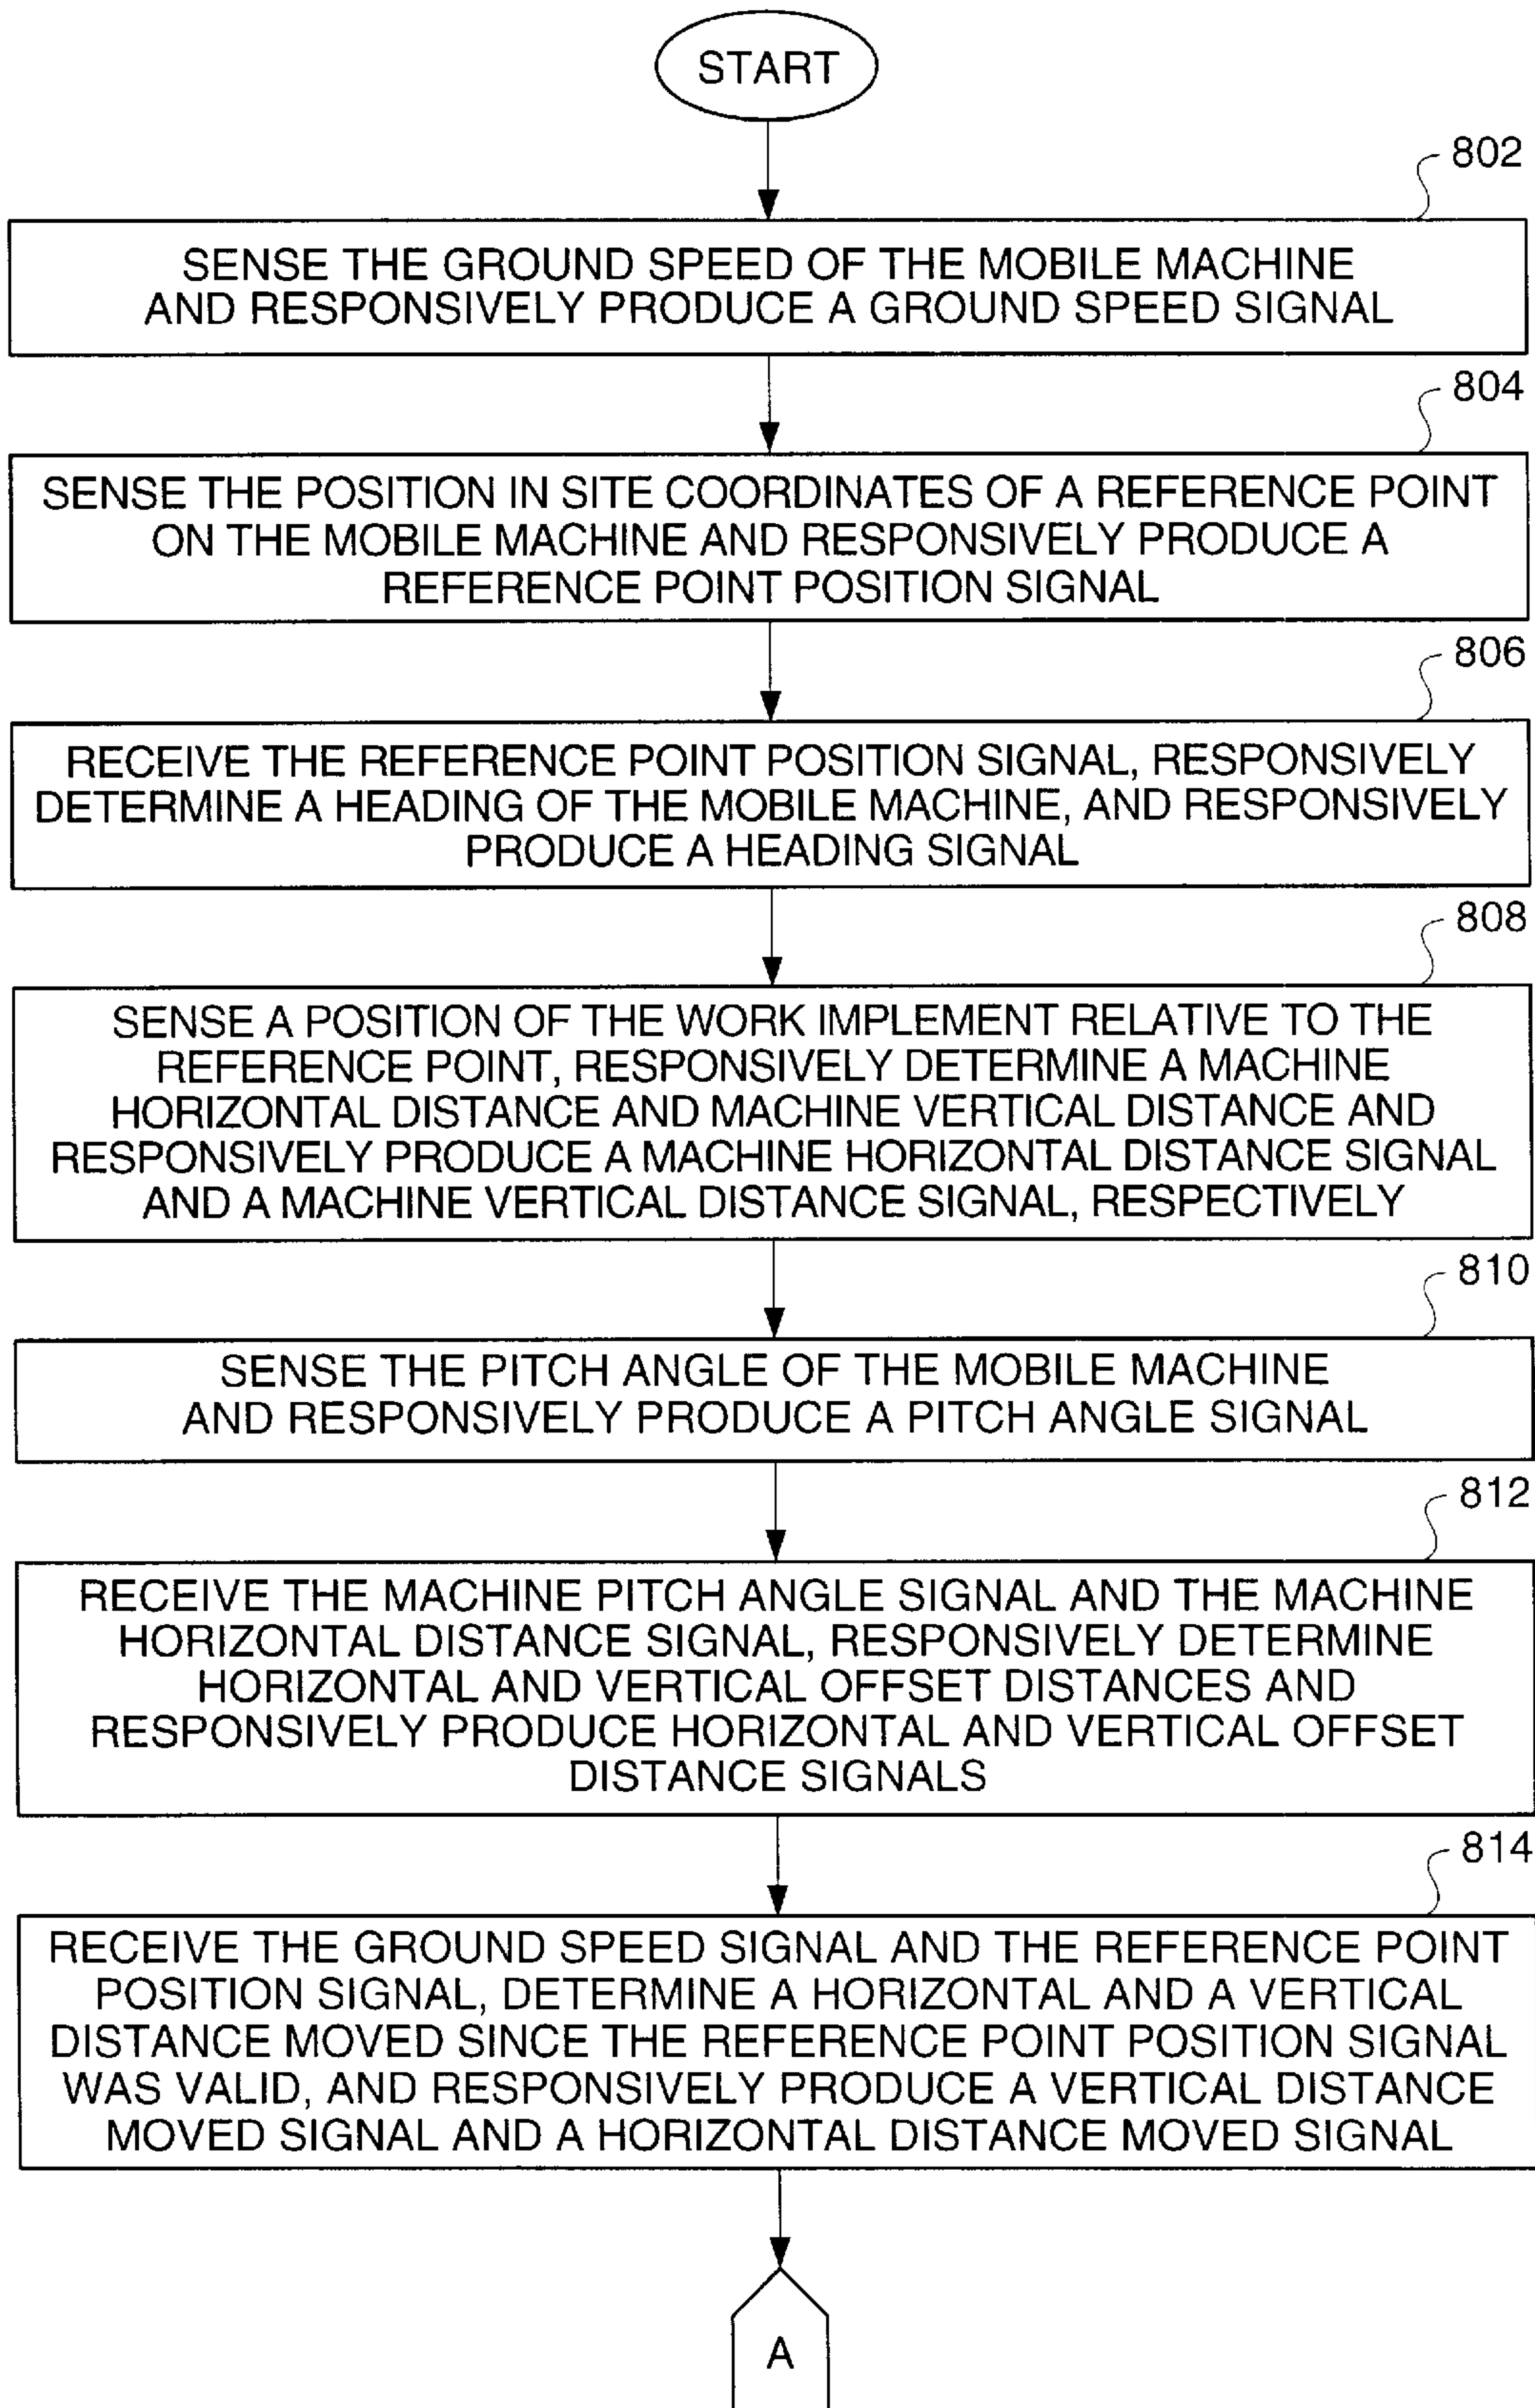 START
802
SENSE THE GROUND SPEED OF THE MOBILE MACHINE
AND RESPONSIVELY PRODUCE A GROUND SPEED SIGNAL
804
SENSE THE POSITION IN SITE COORDINATES OF A REFERENCE POINT
ON THE MOBILE MACHINE AND RESPONSIVELY PRODUCE A
REFERENCE POINT POSITION SIGNAL
806
RECEIVE THE REFERENCE POINT POSITION SIGNAL, RESPONSIVELY
DETERMINE A HEADING OF THE MOBILE MACHINE, AND RESPONSIVELY
PRODUCE A HEADING SIGNAL
808
SENSE A POSITION OF THE WORK IMPLEMENT RELATIVE TO THE
REFERENCE POINT, RESPONSIVELY DETERMINE A MACHINE
HORIZONTAL DISTANCE AND MACHINE VERTICAL DISTANCE AND
RESPONSIVELY PRODUCE A MACHINE HORIZONTAL DISTANCE SIGNAL
AND A MACHINE VERTICAL DISTANCE SIGNAL, RESPECTIVELY
810
SENSE THE PITCH ANGLE OF THE MOBILE MACHINE
AND RESPONSIVELY PRODUCE A PITCH ANGLE SIGNAL
812
RECEIVE THE MACHINE PITCH ANGLE SIGNAL AND THE MACHINE
HORIZONTAL DISTANCE SIGNAL, RESPONSIVELY DETERMINE
HORIZONTAL AND VERTICAL OFFSET DISTANCES AND
RESPONSIVELY PRODUCE HORIZONTAL AND VERTICAL OFFSET
DISTANCE SIGNALS
814
RECEIVE THE GROUND SPEED SIGNAL AND THE REFERENCE POINT
POSITION SIGNAL, DETERMINE A HORIZONTAL AND A VERTICAL
DISTANCE MOVED SINCE THE REFERENCE POINT POSITION SIGNAL
WAS VALID, AND RESPONSIVELY PRODUCE A VERTICAL DISTANCE
MOVED SIGNAL AND A HORIZONTAL DISTANCE MOVED SIGNAL
A